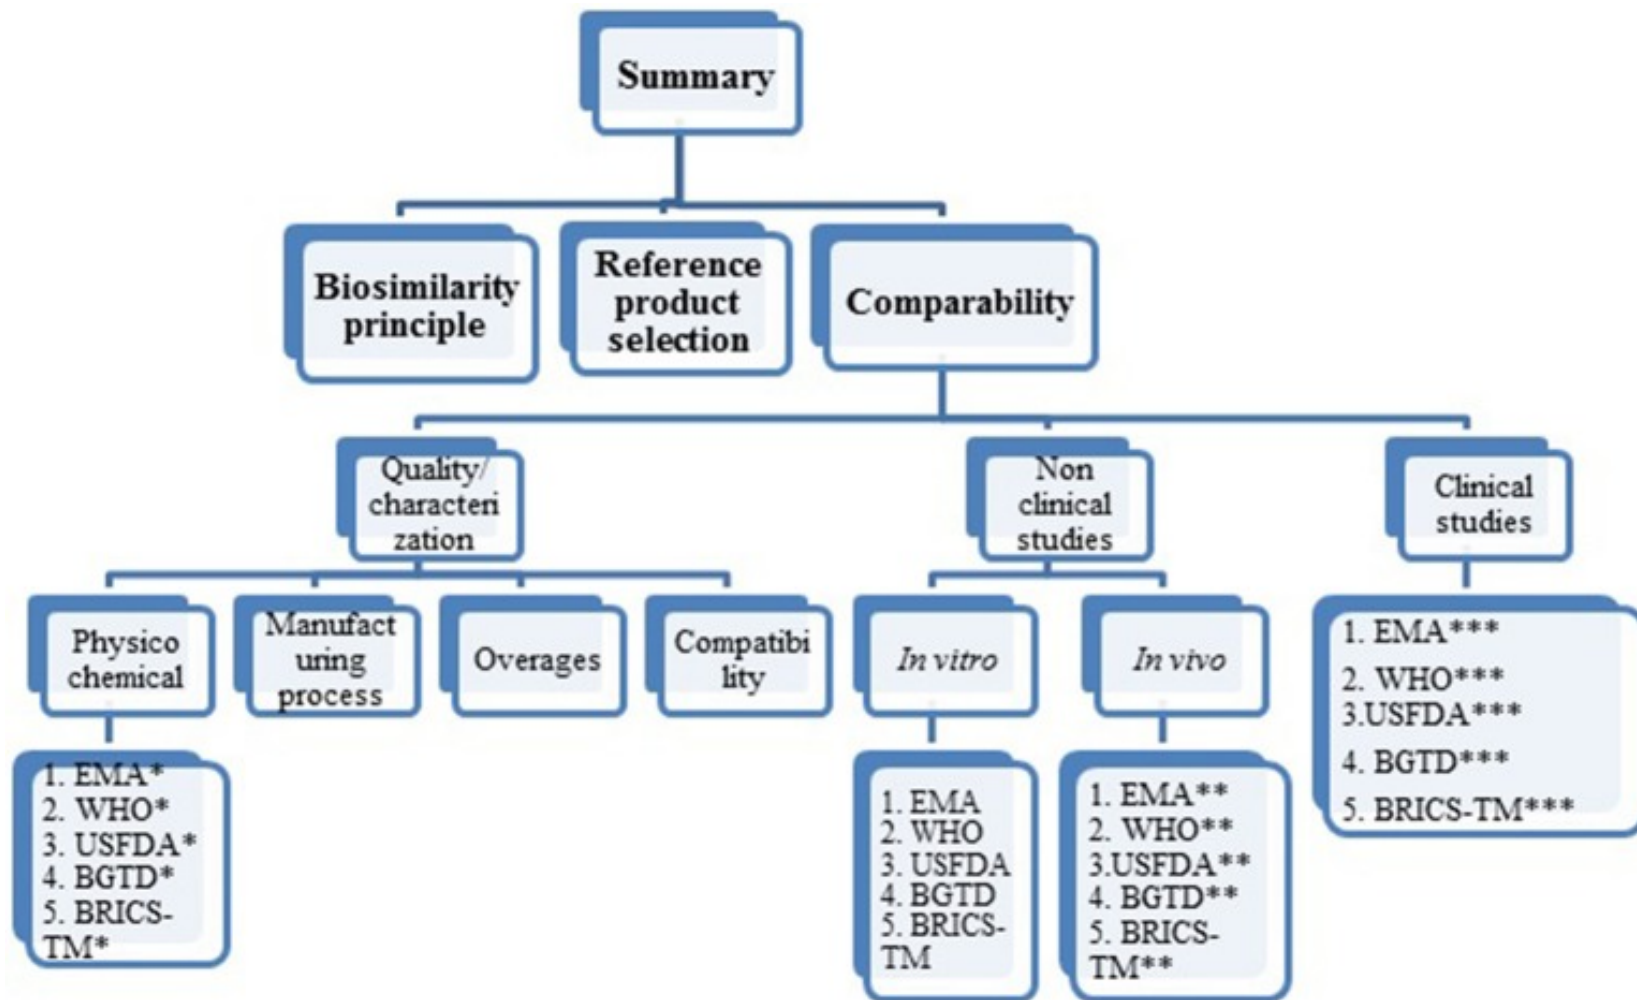 Summary
Biosimilarity
principle
Reference
product
selection
Comparability
Quality/
characteri
zation
Non
clinical
studies
Clinical
studies
Physico
chemical
Manufact
uring
process
Overages
Compatibi
lity
In vitro
In vivo
1. EMA*
2. WHO*
3. USFDA*
4. BGTD*
5. BRICS-
TM*
1. EMA
2. WHO
3. USFDA
4. BGTD
5. BRICS-
TM
1. EMA**
2. WHO**
3.USFDA**
4. BGTD**
5. BRICS-
TM**
1. EMA***
2. WHO***
3.USFDA***
4. BGTD***
5. BRICS-TM***